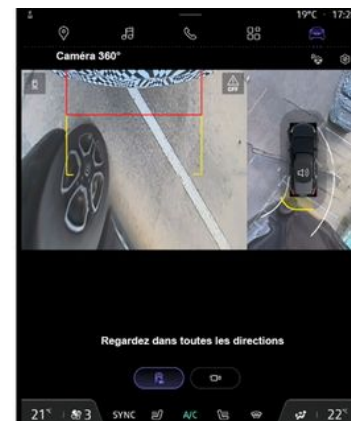 19°C · 17:2
Caméra 360°
OFF
Regardez dans toutes les directions
21°
3
SYNC
A/C
22°